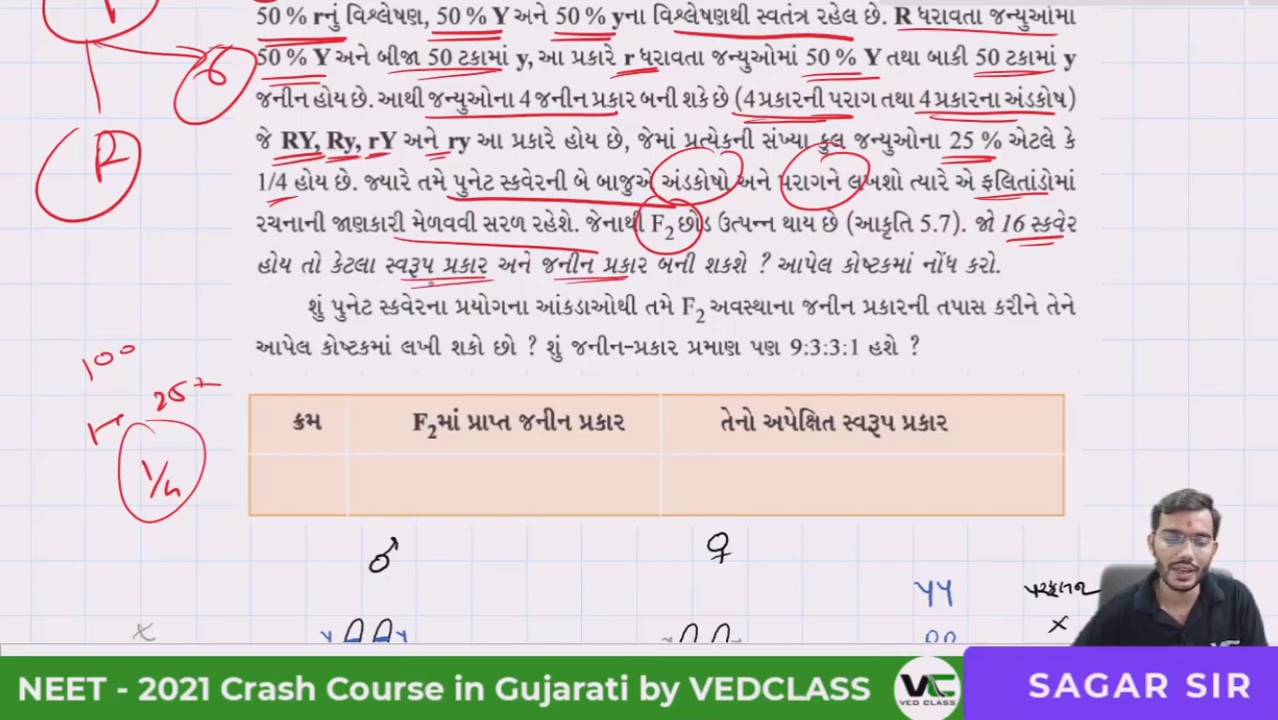 50 % rનું વિશ્લેષણ, 50 % Y અને 50 % yના વિશ્લેષણથી સ્વતંત્ર રહેલ છે. R ધરાવતા જન્યુઓમાં
50 % Y અને બીજા 50 ટકામાં y, આ પ્રકારે r ધરાવતા જન્યુઓમાં 50 % Y તથા બાકી 50 ટકામાં y
જનીન હોય છે. આથી જન્યુઓના 4 જનીન પ્રકાર બની શકે છે (4 પ્રકારની પરાગ તથા 4 પ્રકારના અંડકોષ)
જે RY, Ry, rY અને ry આ પ્રકારે હોય છે, જેમાં પ્રત્યેકની સંખ્યા કુલ જન્યુઓના 25 % એટલે કે
1/4 હોય છે. જ્યારે તમે પુનેટ સ્કવેરની બે બાજુએ અંડકોષો અને પરાગને લખશો ત્યારે એ ફલિતાંડોમાં
રચનાની જાણકારી મેળવવી સરળ રહેશે. જેનાથી F2 છોડ ઉત્પન્ન થાય છે (આકૃતિ 5.7). જો 16 સ્કવેર
હોય તો કેટલા સ્વરૂપ પ્રકાર અને જનીન પ્રકાર બની શકશે ? આપેલ કોષ્ટકમાં નોંધ કરો.
શું પુનેટ સ્કવેરના પ્રયોગના આંકડાઓથી તમે F2 અવસ્થાના જનીન પ્રકારની તપાસ કરીને તેને
આપેલ કોષ્ટકમાં લખી શકો છો ? શું જનીન-પ્રકાર પ્રમાણ પણ 9:3:3:1 હશે ?
R
100
1/4
ક્રમ F2માં પ્રાપ્ત જનીન પ્રકાર તેનો અપેક્ષિત સ્વરૂપ પ્રકાર
♂ ♀
yy
x
NEET - 2021 Crash Course in Gujarati by VEDCLASS
VC
VED CLASS
SAGAR SIR